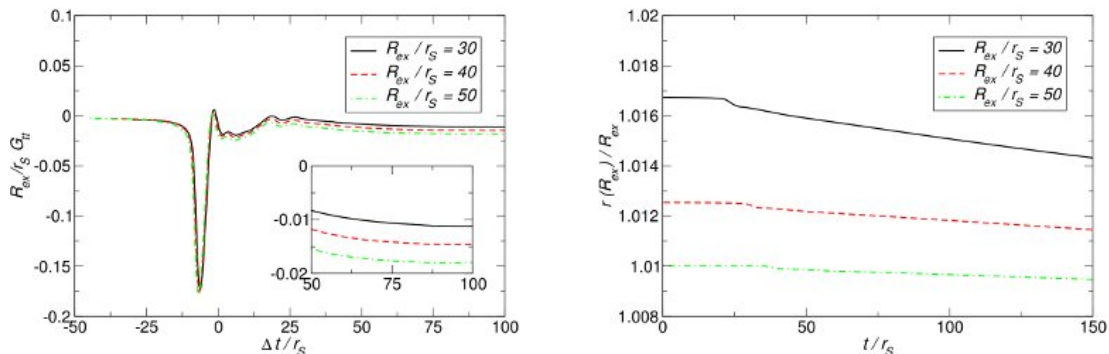 0.1
0.05
0
-0.05
-0.1
-0.15
-0.2
R_ex/r_S G_tt
R_ex / r_S = 30
R_ex / r_S = 40
R_ex / r_S = 50
0
-0.01
-0.02
50 75 100
-50 -25 0 25 50 75 100
Δt/r_S
1.02
1.018
1.016
1.014
1.012
1.01
1.008
r (R_ex) / R_ex
R_ex / r_S = 30
R_ex / r_S = 40
R_ex / r_S = 50
0 50 100 150
t/r_S